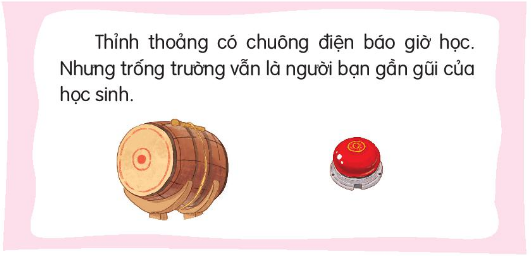 Thỉnh thoảng có chuông điện báo giờ học.
Nhưng trống trường vẫn là người bạn gần gũi của
học sinh.